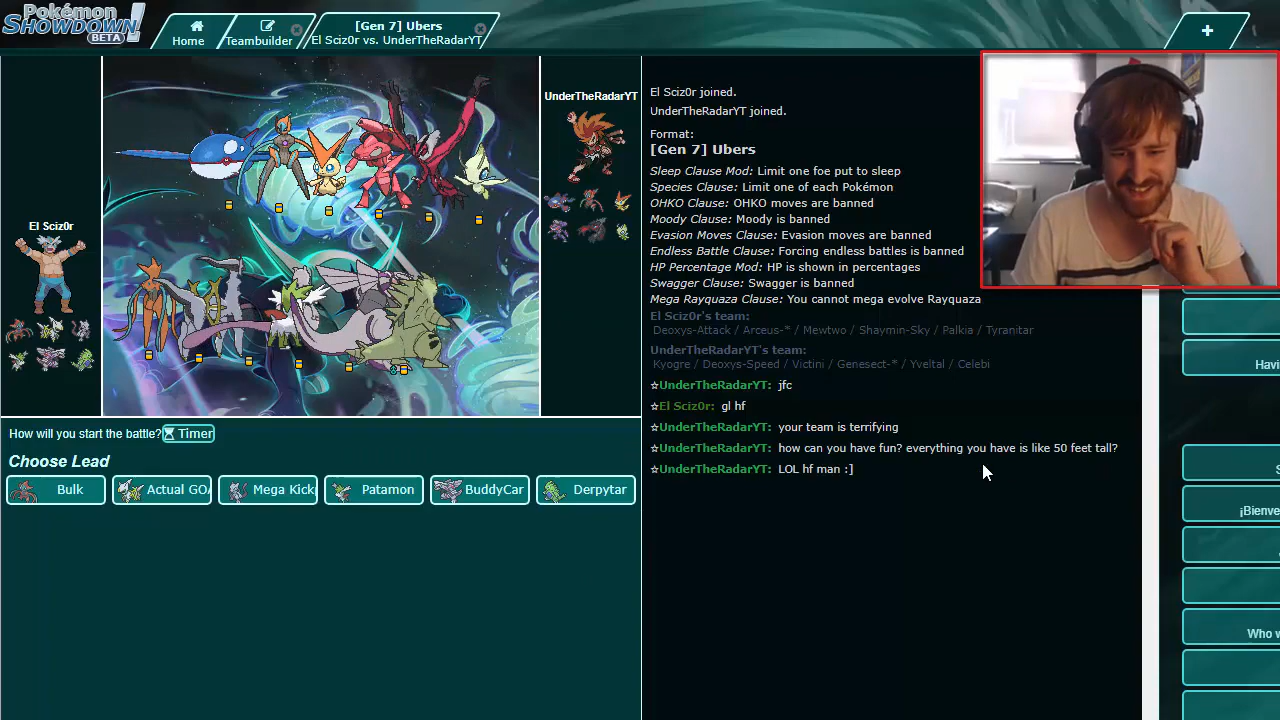 Pokémon
SHOWDOWN!
BETA
Home
Teambuilder
[Gen 7] Ubers
El Sciz0r vs. UnderTheRadarYT
+
El Sciz0r
UnderTheRadarYT
El Sciz0r joined.
UnderTheRadarYT joined.
Format:
[Gen 7] Ubers
Sleep Clause Mod: Limit one foe put to sleep
Species Clause: Limit one of each Pokémon
OHKO Clause: OHKO moves are banned
Moody Clause: Moody is banned
Evasion Moves Clause: Evasion moves are banned
Endless Battle Clause: Forcing endless battles is banned
HP Percentage Mod: HP is shown in percentages
Swagger Clause: Swagger is banned
Mega Rayquaza Clause: You cannot mega evolve Rayquaza
El Sciz0r's team:
Deoxys-Attack / Arceus-* / Mewtwo / Shaymin-Sky / Palkia / Tyranitar
UnderTheRadarYT's team:
Kyogre / Deoxys-Speed / Victini / Genesect-* / Yveltal / Celebi
☆UnderTheRadarYT: jfc
☆El Sciz0r: gl hf
☆UnderTheRadarYT: your team is terrifying
☆UnderTheRadarYT: how can you have fun? everything you have is like 50 feet tall?
☆UnderTheRadarYT: LOL hf man :]
How will you start the battle? Timer
Choose Lead
Bulk
Actual GO
Mega Kick
Patamon
BuddyCar
Derpytar
Havi
S
¡Bienve
Who w